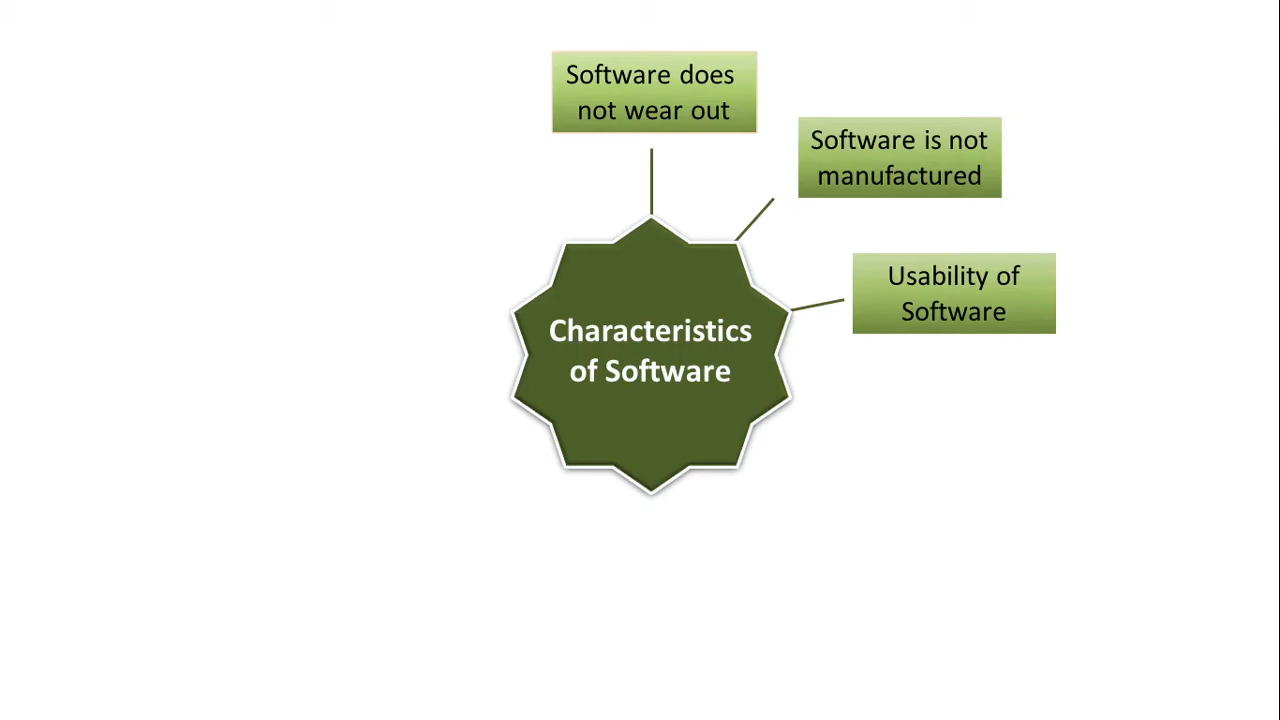 Software does
not wear out
Software is not
manufactured
Usability of
Software
Characteristics
of Software